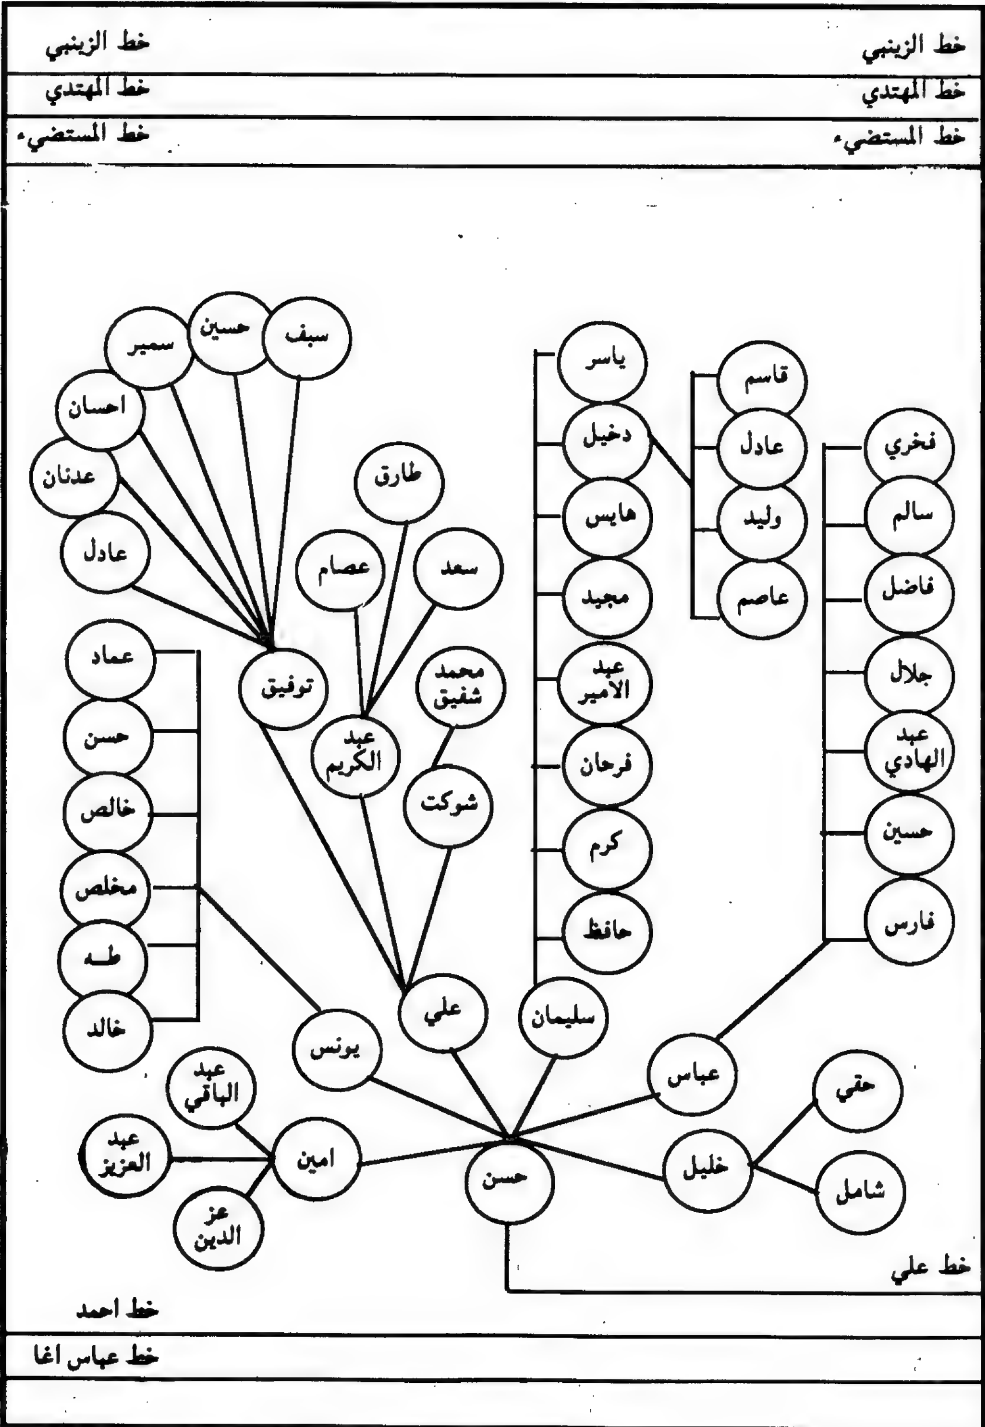 خط الزينبي
خط الزينبي
خط المهتدي
خط المهتدي
خط المستضيء
خط المستضيء
سيف
حسين
سمير
احسان
عدنان
عادل
توفيق
طارق
عصام
سعد
عبد
الكريم
محمد
شفيق
شوكت
علي
ياسر
دخيل
هايس
مجيد
عبد
الامير
فرحان
كرم
حافظ
سليمان
قاسم
عادل
وليد
عاصم
فخري
سالم
فاضل
جلال
عبد
الهادي
حسين
فارس
عباس
عماد
حسن
خالص
مخلص
طه
خالد
يونس
عبد
الباقي
عبد
العزيز
عز
الدين
امين
حسن
خليل
حقي
شامل
خط علي
خط احمد
خط عباس اغا